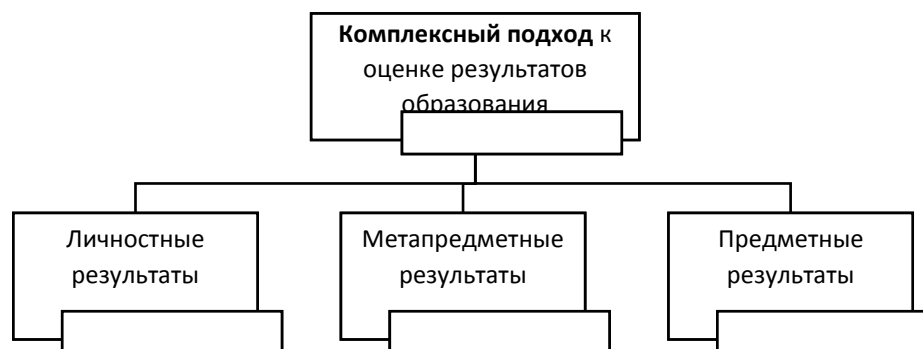 Комплексный подход к
оценке результатов
образования
Личностные
результаты
Метапредметные
результаты
Предметные
результаты